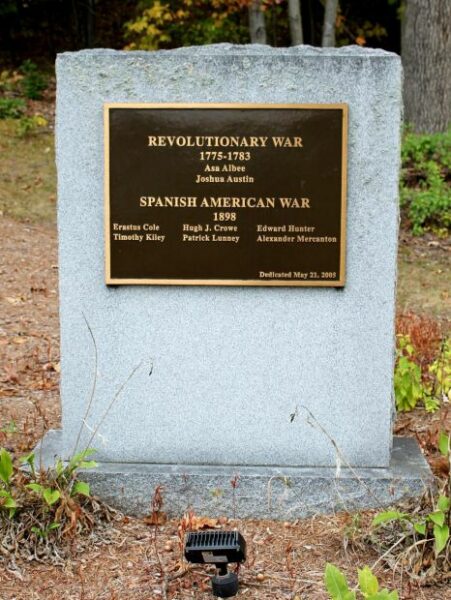 REVOLUTIONARY WAR
1775-1783
Asa Albee
Joshua Austin
SPANISH AMERICAN WAR
1898
Erastus Cole Hugh J. Crowe Edward Hunter
Timothy Kiley Patrick Lunney Alexander Mercanton
Dedicated May 21, 2005